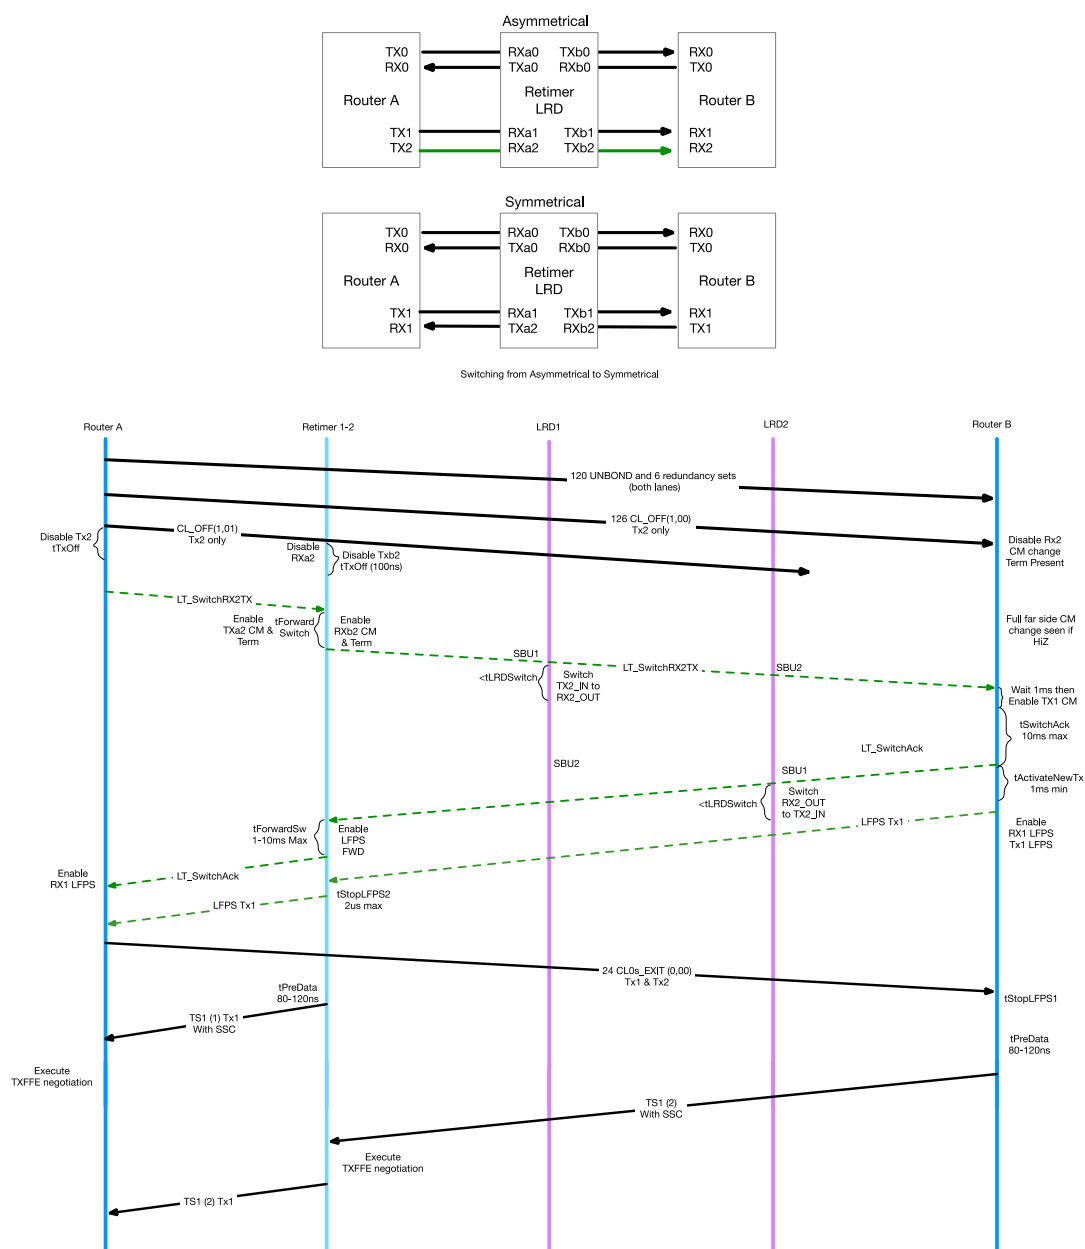 Asymmetrical
TX0
RX0
Router A
TX1
TX2
RXa0
TXa0
TXb0
RXb0
Retimer
LRD
RXa1
RXa2
TXb1
TXb2
RX0
TX0
Router B
RX1
RX2
Symmetrical
TX0
RX0
Router A
TX1
RX1
RXa0
TXa0
TXb0
RXb0
Retimer
LRD
RXa1
TXa2
TXb1
RXb2
RX0
TX0
Router B
RX1
TX1
Switching from Asymmetrical to Symmetrical
Router A
Retimer 1-2
LRD1
LRD2
Router B
120 UNBOND and 6 redundancy sets
(both lanes)
126 CL_OFF(1,00)
Tx2 only
CL_OFF(1,01)
Tx2 only
Disable Tx2
tTxOff
Disable
RXa2
Disable Txb2
tTxOff (100ns)
Disable Rx2
CM change
Term Present
LT_SwitchRX2TX
Enable
TXa2 CM &
Term
tForward
Switch
Enable
RXb2 CM
& Term
Full far side CM
change seen if
HiZ
SBU1
LT_SwitchRX2TX
SBU2
<tLRDSwitch
Switch
TX2_IN to
RX2_OUT
Wait 1ms then
Enable TX1 CM
tSwitchAck
10ms max
LT_SwitchAck
SBU2
SBU1
tActivateNewTx
1ms min
<tLRDSwitch
Switch
RX2_OUT
to TX2_IN
LFPS Tx1
Enable
RX1 LFPS
Tx1 LFPS
tForwardSw
1-10ms Max
Enable
LFPS
FWD
Enable
RX1 LFPS
LT_SwitchAck
tStopLFPS2
2us max
LFPS Tx1
24 CL0s_EXIT (0,00)
Tx1 & Tx2
tStopLFPS1
tPreData
80-120ns
TS1 (1) Tx1
With SSC
tPreData
80-120ns
Execute
TXFFE negotiation
TS1 (2)
With SSC
Execute
TXFFE negotiation
TS1 (2) Tx1